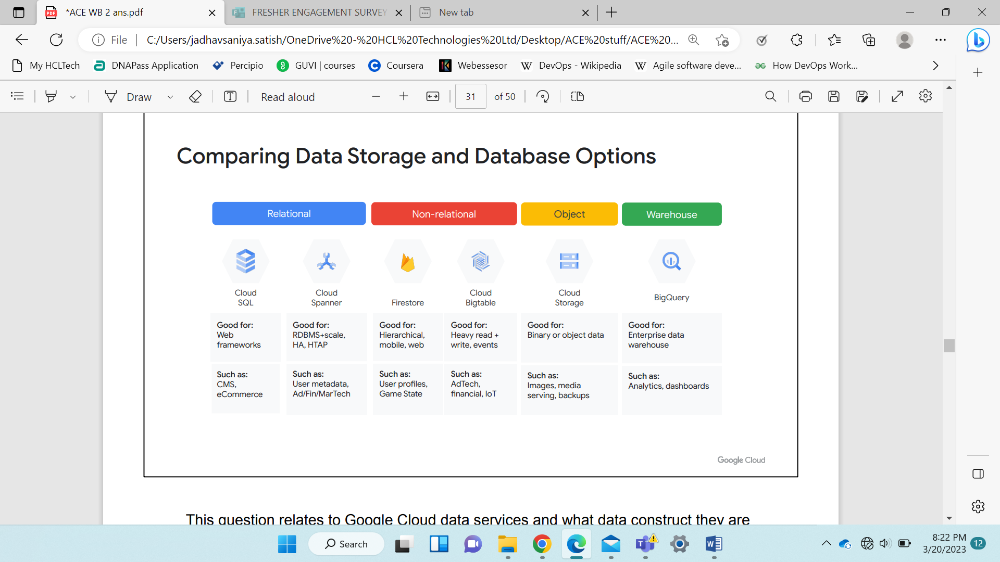 *ACE WB 2 ans.pdf
FRESHER ENGAGEMENT SURVEY
New tab
File
C:/Users/jadhavsaniya.satish/OneDrive%20-%20HCL%20Technologies%20Ltd/Desktop/ACE%20stuff/ACE%20...
My HCLTech
DNAPass Application
Percipio
GUVI | courses
Coursera
Webessesor
DevOps - Wikipedia
Agile software deve...
How DevOps Work...
Draw
Read aloud
31
of 50
Comparing Data Storage and Database Options
Relational
Non-relational
Object
Warehouse
Cloud
SQL
Cloud
Spanner
Firestore
Cloud
Bigtable
Cloud
Storage
BigQuery
Good for:
Web
frameworks
Good for:
RDBMS+scale,
HA, HTAP
Good for:
Hierarchical,
mobile, web
Good for:
Heavy read +
write, events
Good for:
Binary or object data
Good for:
Enterprise data
warehouse
Such as:
CMS,
eCommerce
Such as:
User metadata,
Ad/Fin/MarTech
Such as:
User profiles,
Game State
Such as:
AdTech,
financial, IoT
Such as:
Images, media
serving, backups
Such as:
Analytics, dashboards
Google Cloud
This question relates to Google Cloud data services and what data construct they are
Search
8:22 PM
3/20/2023
12